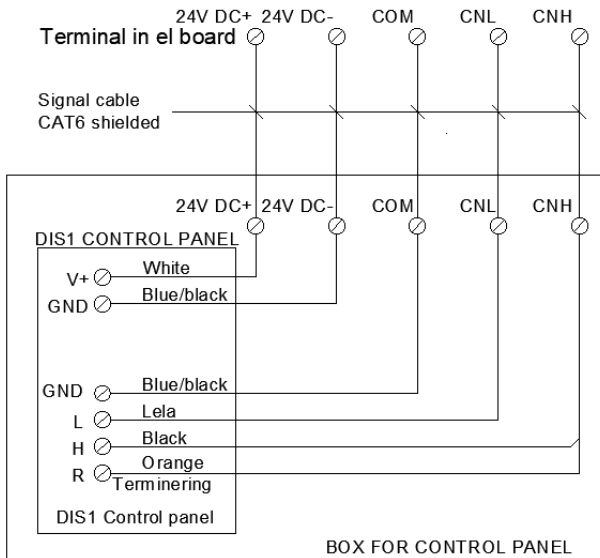 24V DC+ 24V DC- COM CNL CNH
Terminal in el board
Signal cable
CAT6 shielded
24V DC+ 24V DC- COM CNL CNH
DIS1 CONTROL PANEL
V+ White
GND Blue/black
GND Blue/black
L Lela
H Black
R Orange
Terminering
DIS1 Control panel
BOX FOR CONTROL PANEL